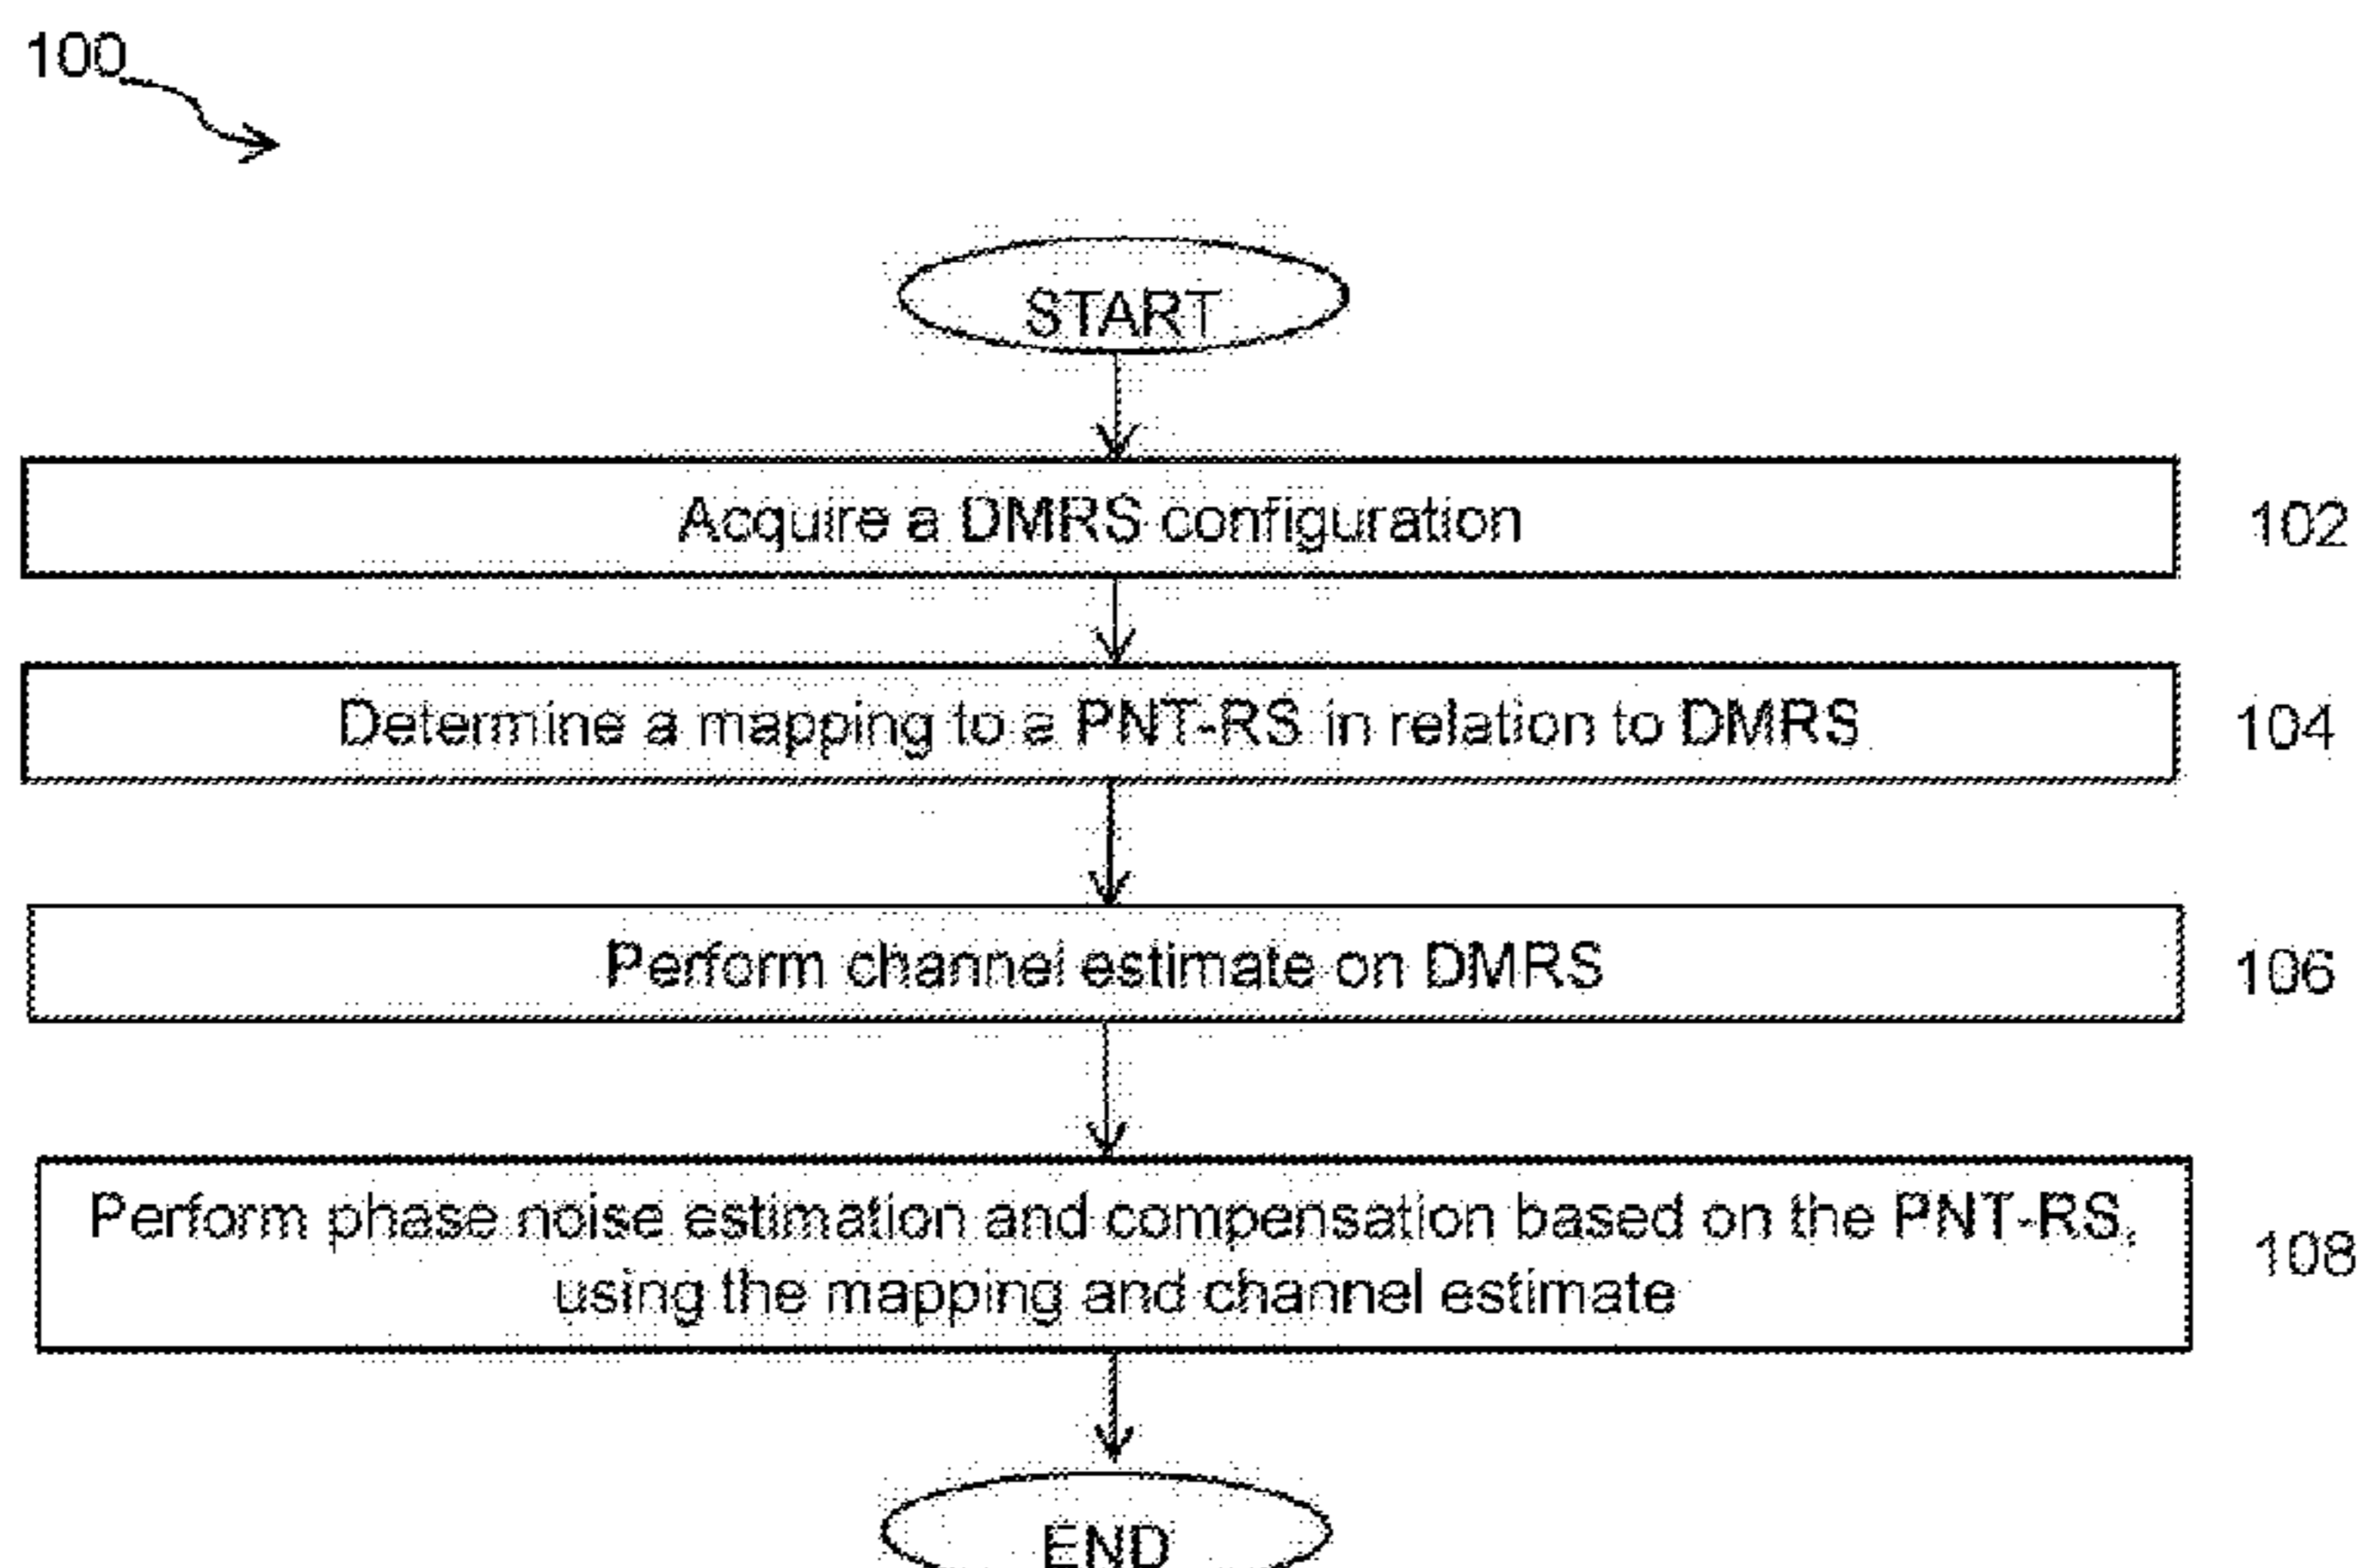 100
START
Acquire a DMRS configuration
102
Determine a mapping to a PNT-RS in relation to DMRS
104
Perform channel estimate on DMRS
106
Perform phase noise estimation and compensation based on the PNT-RS,
using the mapping and channel estimate
108
END